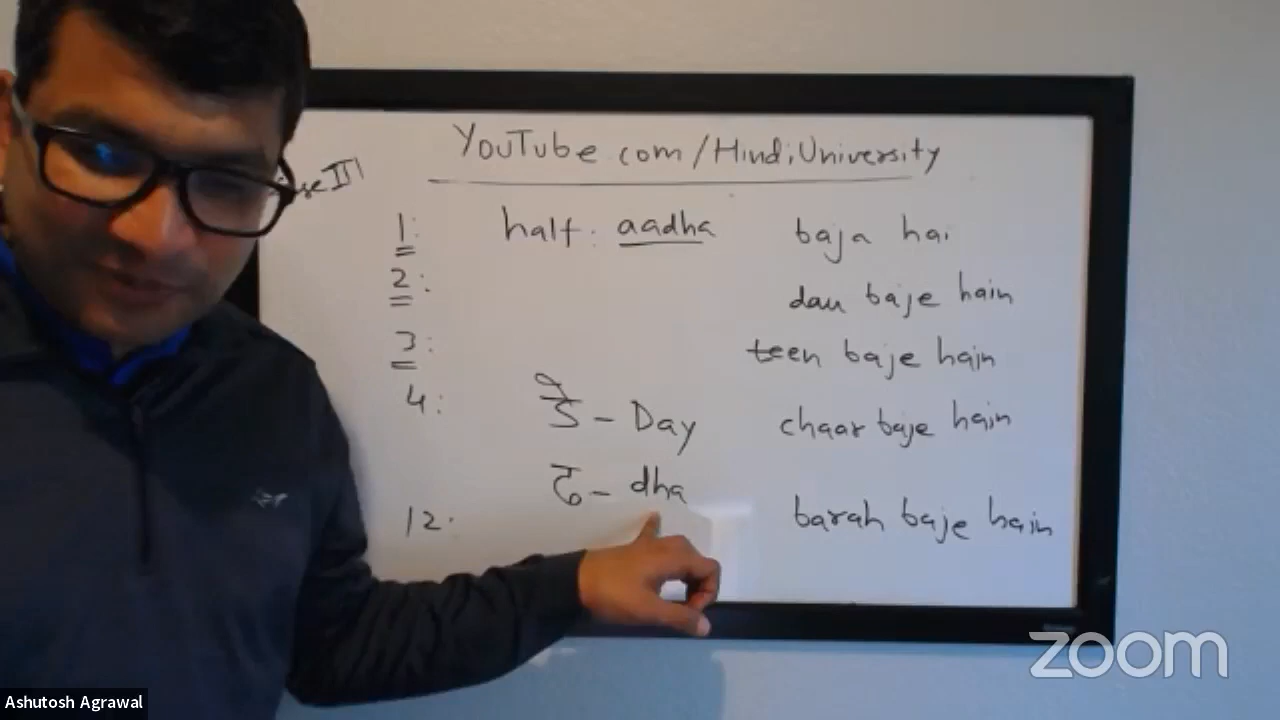 YouTube.com/HindiUniversity
1: half: aadha baja hai
2: dau baje hain
3: teen baje hain
4: डे - Day chaar baje hain
ढ - dha
12: barah baje hain
zoom
Ashutosh Agrawal